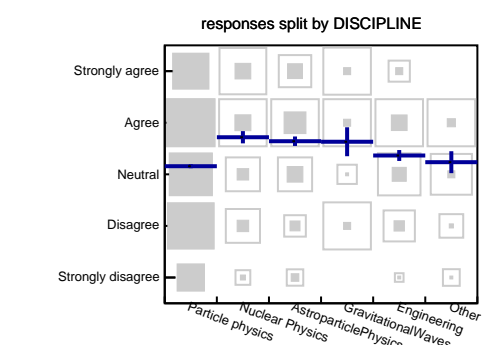 responses split by DISCIPLINE
Strongly agree
Agree
Neutral
Disagree
Strongly disagree
Particle physics
Nuclear Physics
AstroparticlePhysics
GravitationalWaves
Engineering
Other